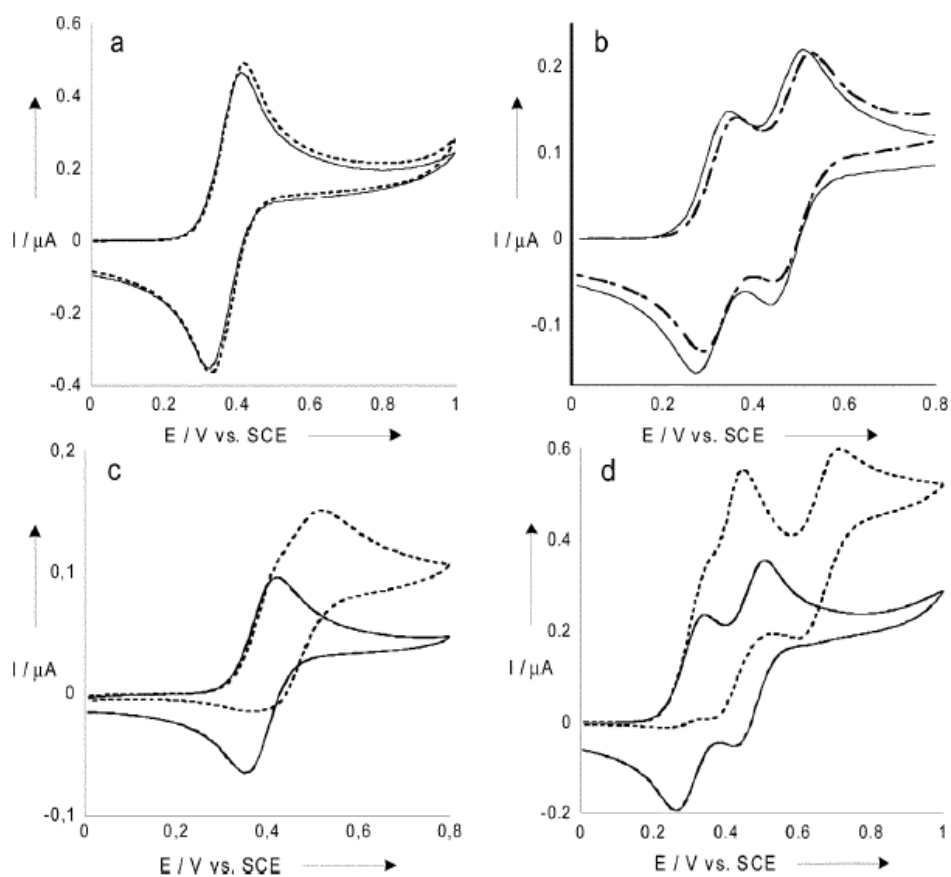 a
0.6
0.4
0.2
0
-0.2
-0.4
I / µA
0 0.2 0.4 0.6 0.8 1
E / V vs. SCE
b
0.2
0.1
0
-0.1
I / µA
0 0.2 0.4 0.6 0.8
E / V vs. SCE
c
0,2
0,1
0
-0,1
I / µA
0 0,2 0,4 0,6 0,8
E / V vs. SCE
d
0.6
0.4
0.2
0
-0.2
I / µA
0 0.2 0.4 0.6 0.8 1
E / V vs. SCE